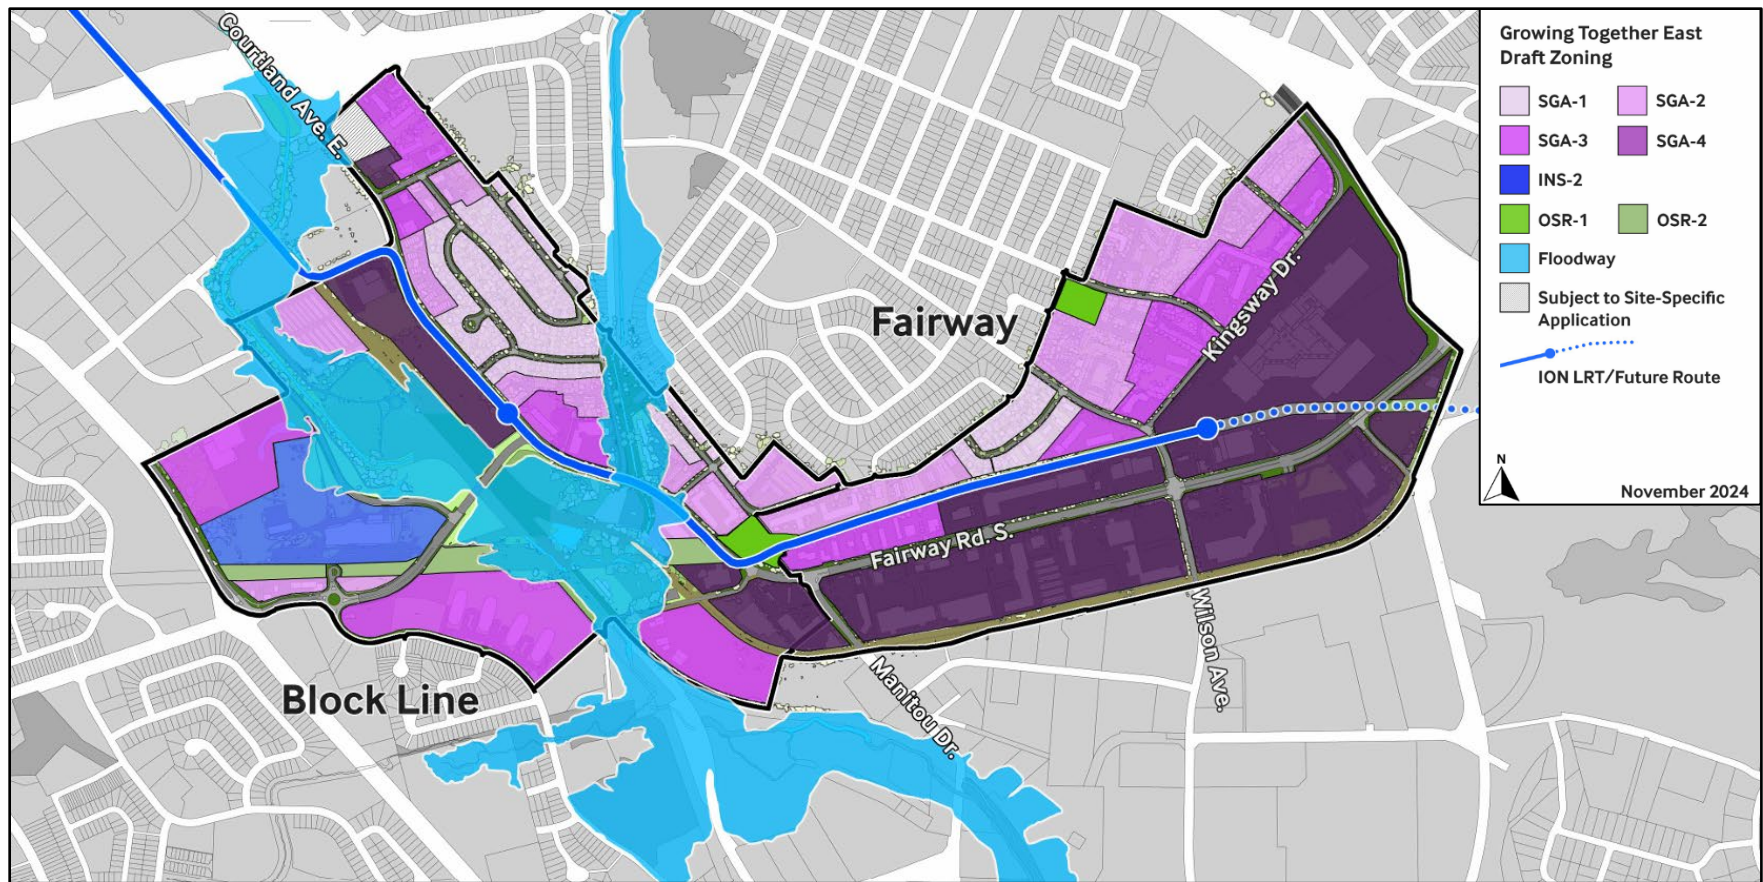 Courtland Ave. E.
Fairway
Kingsway Dr.
Fairway Rd. S.
Block Line
Manitou Dr.
Wilson Ave.
Growing Together East
Draft Zoning
SGA-1
SGA-2
SGA-3
SGA-4
INS-2
OSR-1
OSR-2
Floodway
Subject to Site-Specific
Application
ION LRT/Future Route
N
November 2024